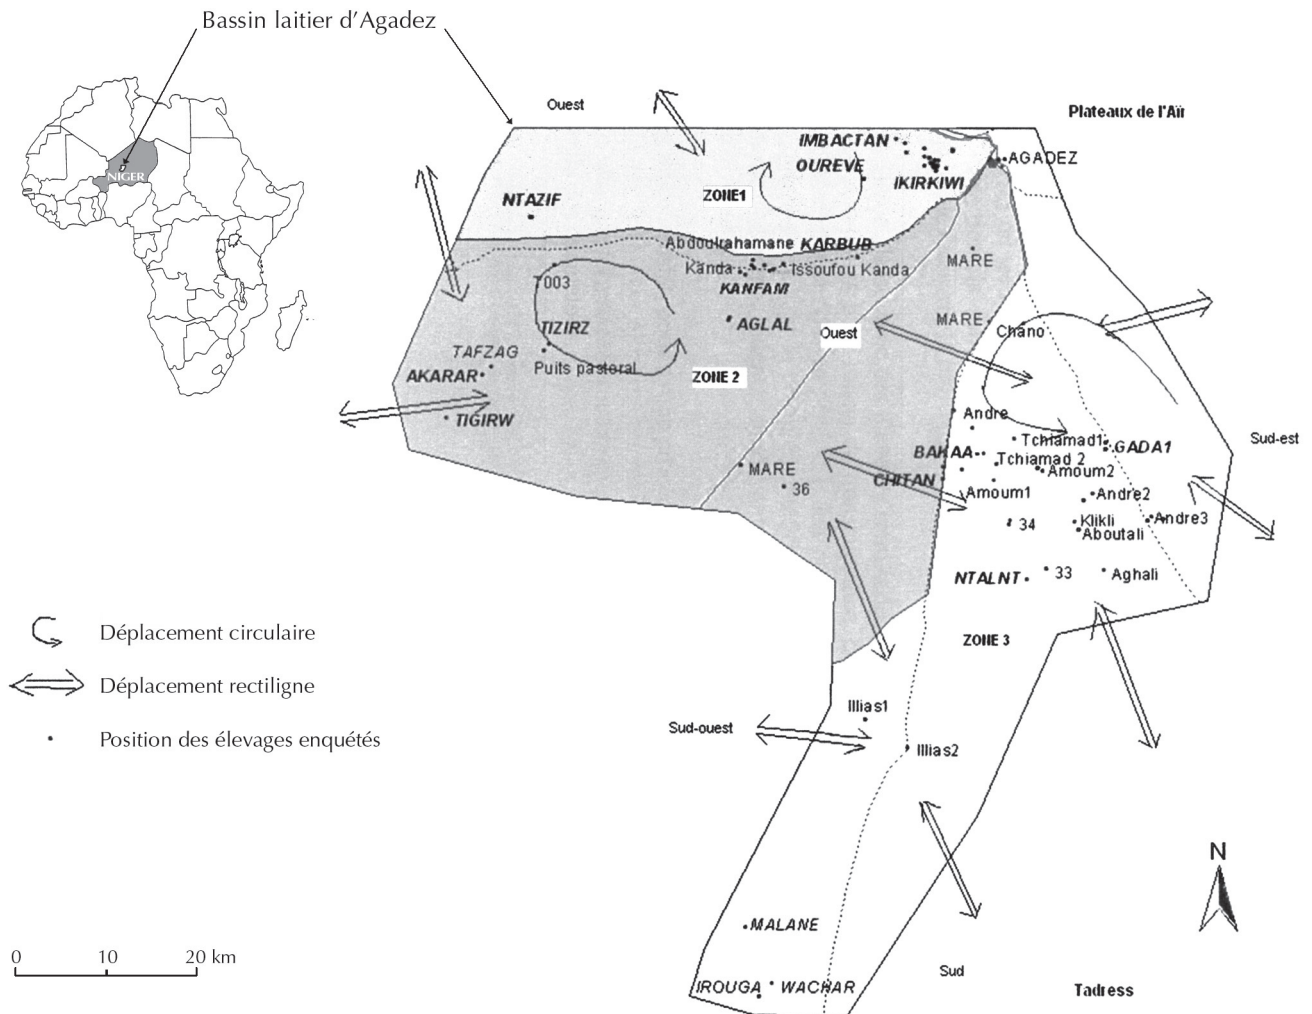 Bassin laitier d'Agadez
NIGER
Ouest
Plateaux de l'Aïr
IMBACTAN
OUREVE
AGADEZ
IKIRKIWI
ZONE1
NTAZIF
Abdoulrahamane KARBUB
Kanda
Issoufou Kanda
MARE
T003
KANFAM
AGLAL
MARE
Chano
Ouest
TIZIRZ
TAFZAG
Puits pastoral
AKARAR
ZONE 2
TIGIRW
Andre
Sud-est
Tchiamad1
GADA1
BAKAA
Tchiamad 2
Amoum2
MARE
CHITAN
36
Amoum1
Andre2
34
Klikli
Andre3
Aboutali
NTALNT
33
Aghali
ZONE 3
Déplacement circulaire
Déplacement rectiligne
Position des élevages enquétés
Illias1
Sud-ouest
Illias2
N
MALANE
0 10 20 km
Sud
IROUGA
WACHAR
Tadress